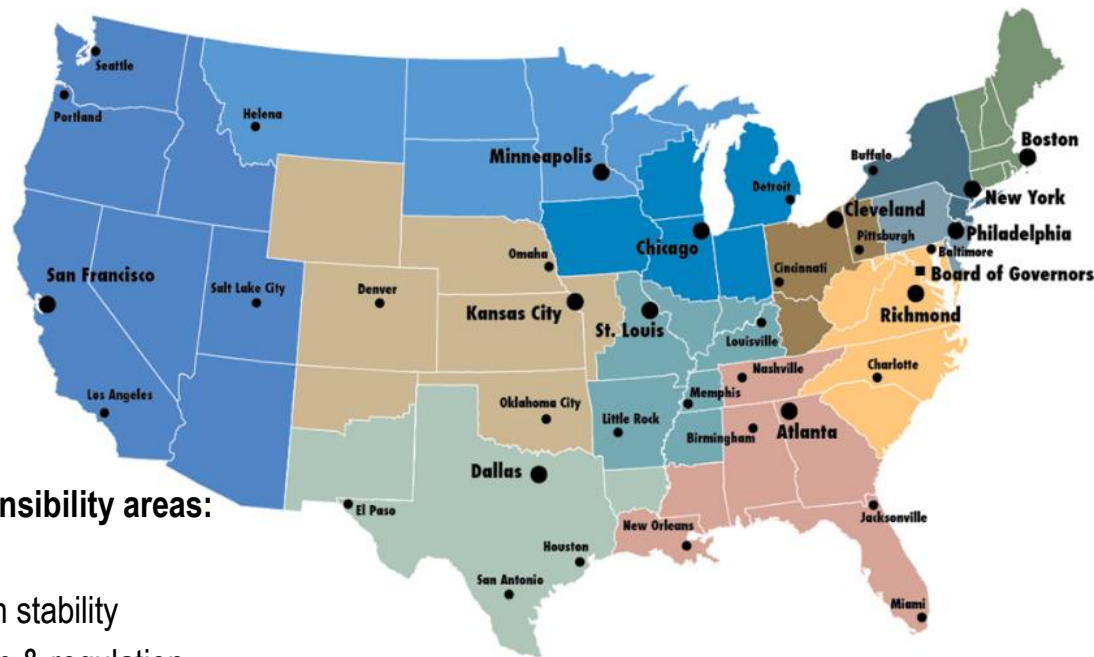 Seattle
Portland
Helena
Minneapolis
Buffalo
Boston
New York
Detroit
Cleveland
Philadelphia
Pittsburgh
Baltimore
Chicago
Omaha
Cincinnati
Board of Governors
San Francisco
Salt Lake City
Denver
Kansas City
St. Louis
Richmond
Louisville
Nashville
Charlotte
Los Angeles
Oklahoma City
Memphis
Little Rock
Birmingham
Atlanta
Dallas
El Paso
New Orleans
Jacksonville
Houston
San Antonio
Miami
nsibility areas:
stability
& regulation